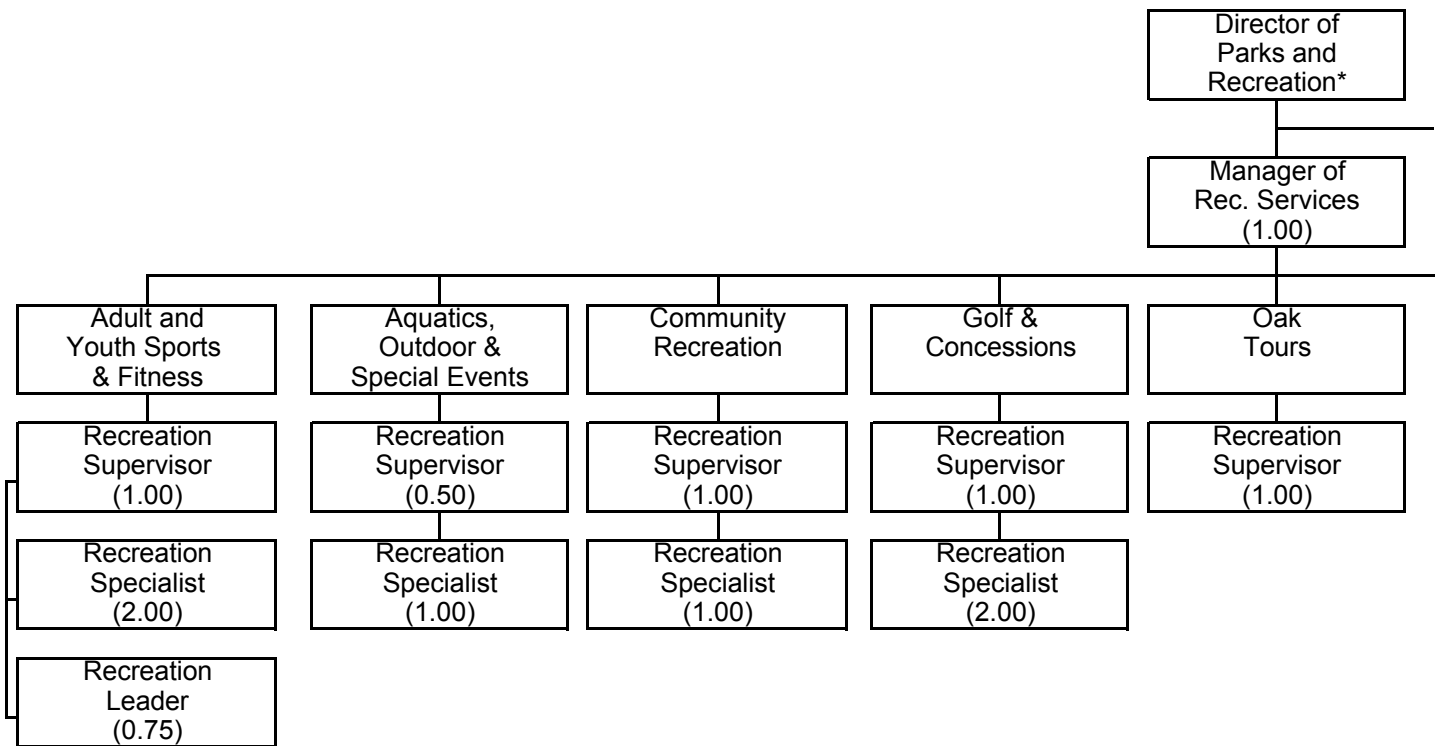 Director of
Parks and
Recreation*
Manager of
Rec. Services
(1.00)
Adult and
Youth Sports
& Fitness
Aquatics,
Outdoor &
Special Events
Community
Recreation
Golf &
Concessions
Oak
Tours
Recreation
Supervisor
(1.00)
Recreation
Supervisor
(0.50)
Recreation
Supervisor
(1.00)
Recreation
Supervisor
(1.00)
Recreation
Supervisor
(1.00)
Recreation
Specialist
(2.00)
Recreation
Specialist
(1.00)
Recreation
Specialist
(1.00)
Recreation
Specialist
(2.00)
Recreation
Leader
(0.75)